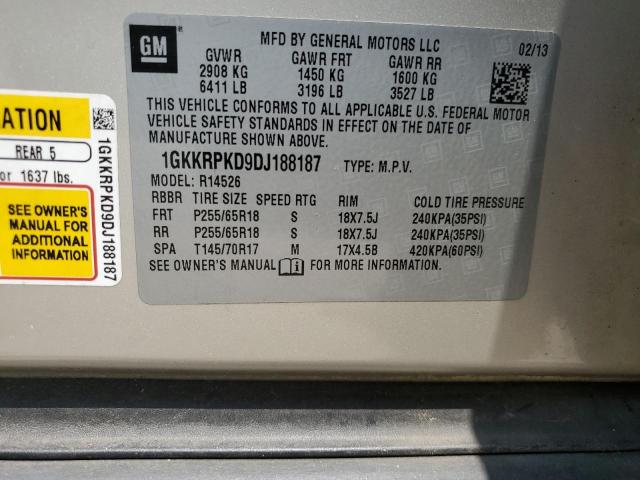 GM
MFD BY GENERAL MOTORS LLC 02/13
GVWR GAWR FRT GAWR RR
2908 KG 1450 KG 1600 KG
6411 LB 3196 LB 3527 LB
THIS VEHICLE CONFORMS TO ALL APPLICABLE U.S. FEDERAL MOTOR
VEHICLE SAFETY STANDARDS IN EFFECT ON THE DATE OF
MANUFACTURE SHOWN ABOVE.
1GKKRPKD9DJ188187 TYPE: M.P.V.
MODEL: R14526
RBBR TIRE SIZE SPEED RTG RIM COLD TIRE PRESSURE
FRT P255/65R18 S 18X7.5J 240KPA(35PSI)
RR P255/65R18 S 18X7.5J 240KPA(35PSI)
SPA T145/70R17 M 17X4.5B 420KPA(60PSI)
SEE OWNER'S MANUAL FOR MORE INFORMATION.
ATION
REAR 5
or 1637 lbs.
SEE OWNER'S
MANUAL FOR
ADDITIONAL
INFORMATION
1GKKRPKD9DJ188187